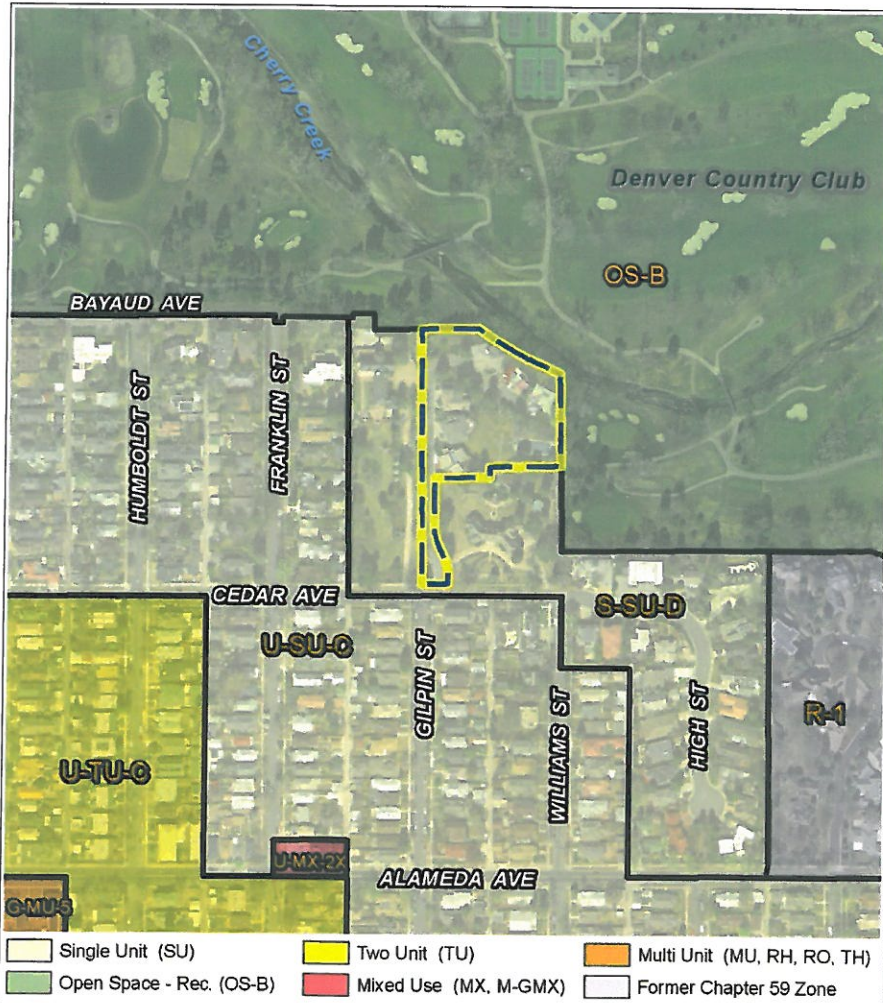 Cherry Creek
Denver Country Club
OS-B
BAYAUD AVE
HUMBOLDT ST
FRANKLIN ST
CEDAR AVE
S-SU-D
U-SU-C
GILPIN ST
WILLIAMS ST
HIGH ST
R-1
U-TU-C
U-MX-2X
ALAMEDA AVE
G-MU-5
Single Unit (SU)
Two Unit (TU)
Multi Unit (MU, RH, RO, TH)
Open Space - Rec. (OS-B)
Mixed Use (MX, M-GMX)
Former Chapter 59 Zone